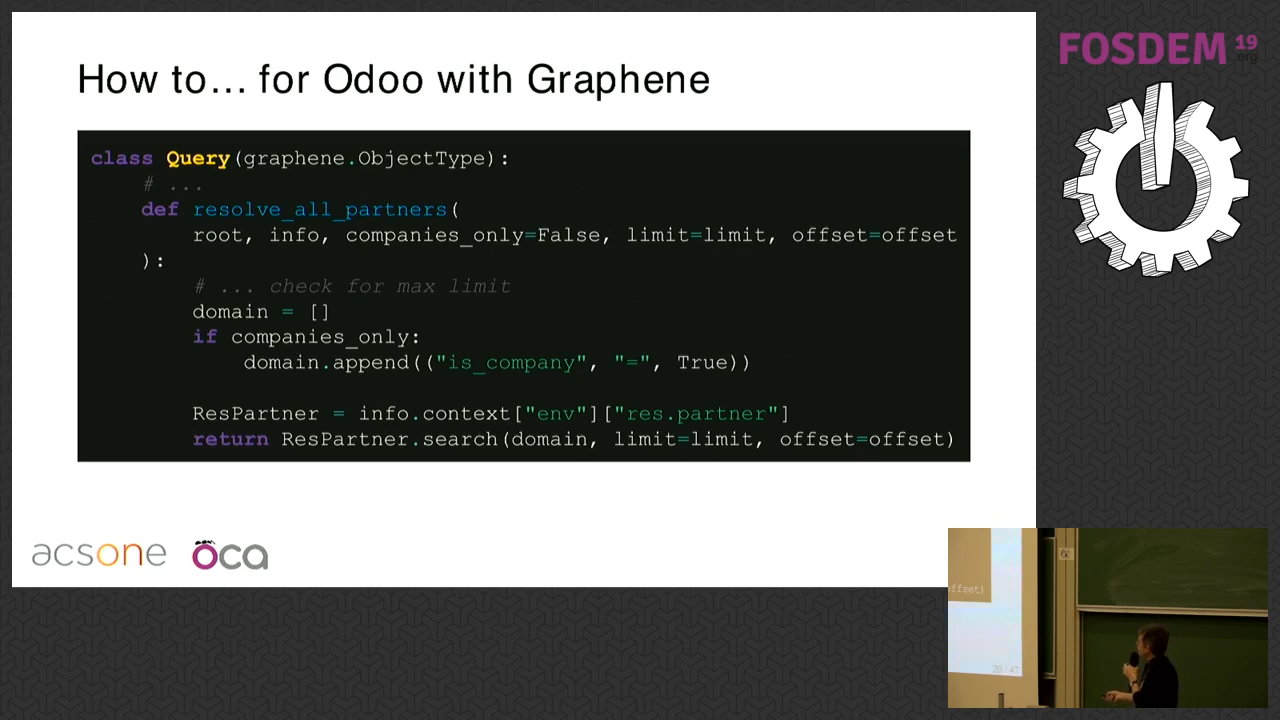 How to... for Odoo with Graphene
class Query(graphene.ObjectType):
# ...
def resolve_all_partners(
root, info, companies_only=False, limit=limit, offset=offset
):
# ... check for max limit
domain = []
if companies_only:
domain.append(("is_company", "=", True))
ResPartner = info.context["env"]["res.partner"]
return ResPartner.search(domain, limit=limit, offset=offset)
acsone oca
FOSDEM 19
.org
ffset)